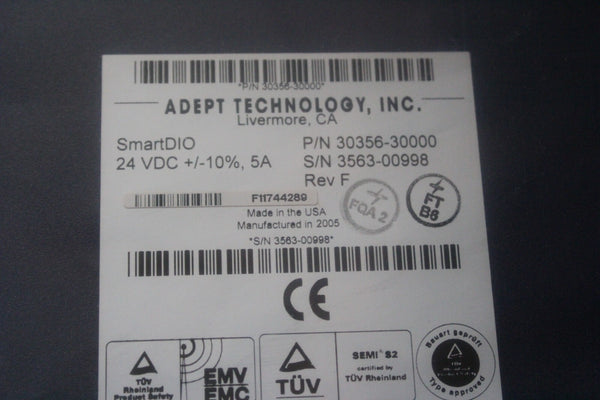 *P/N 30356-30000*
ADEPT TECHNOLOGY, INC.
Livermore, CA
SmartDIO
P/N 30356-30000
24 VDC +/-10%, 5A
S/N 3563-00998
Rev F
F11744289
Made in the USA
Manufactured in 2005
+
FQA 2
+
FT
B6
*S/N 3563-00998*
CE
TÜV
Rheinland
Product Safety
EMV
EMC
TÜV
SEMI S2
certified by
TÜV Rheinland
Bauart geprüft
TÜV
Rheinland
Type approved